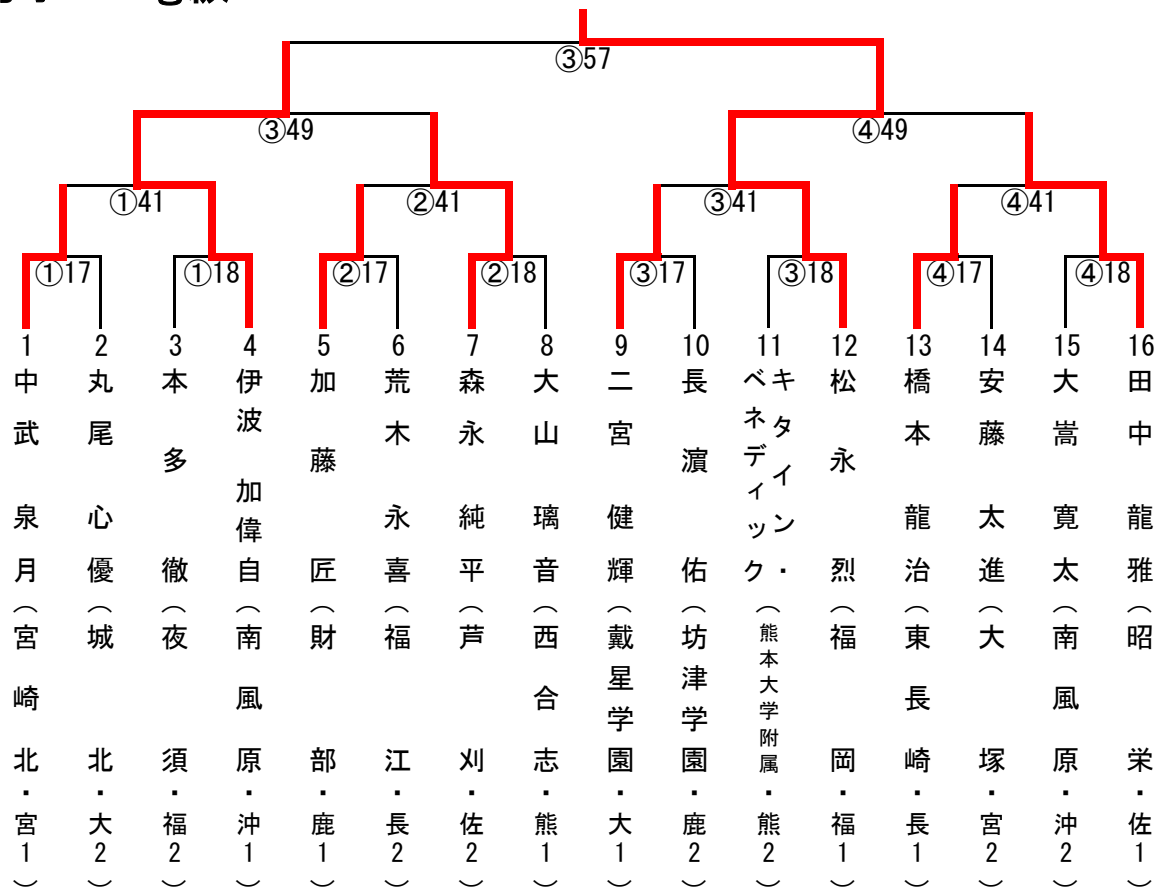 ③57
③49 ④49
①41 ②41 ③41 ④41
①17 ①18 ②17 ②18 ③17 ③18 ④17 ④18
1 中武 泉月（宮崎北・宮1）
2 丸尾 心優（城北・大2）
3 本多 徹（夜須・福2）
4 伊波 加偉自（南風原・沖1）
5 加藤 匠（財部・鹿1）
6 荒木 永喜（福江・長2）
7 森永 純平（芦刈・佐2）
8 大山 璃音（西合志・熊1）
9 二宮 健輝（戴星学園・大1）
10 長濵 佑（坊津学園・鹿2）
11 キタイン・ベネディック（熊本大学附属・熊2）
12 松永 烈（福岡・福1）
13 橋本 龍治（東長崎・長1）
14 安藤 太進（大塚・宮2）
15 大嵩 寛太（南風原・沖2）
16 田中 龍雅（昭栄・佐1）